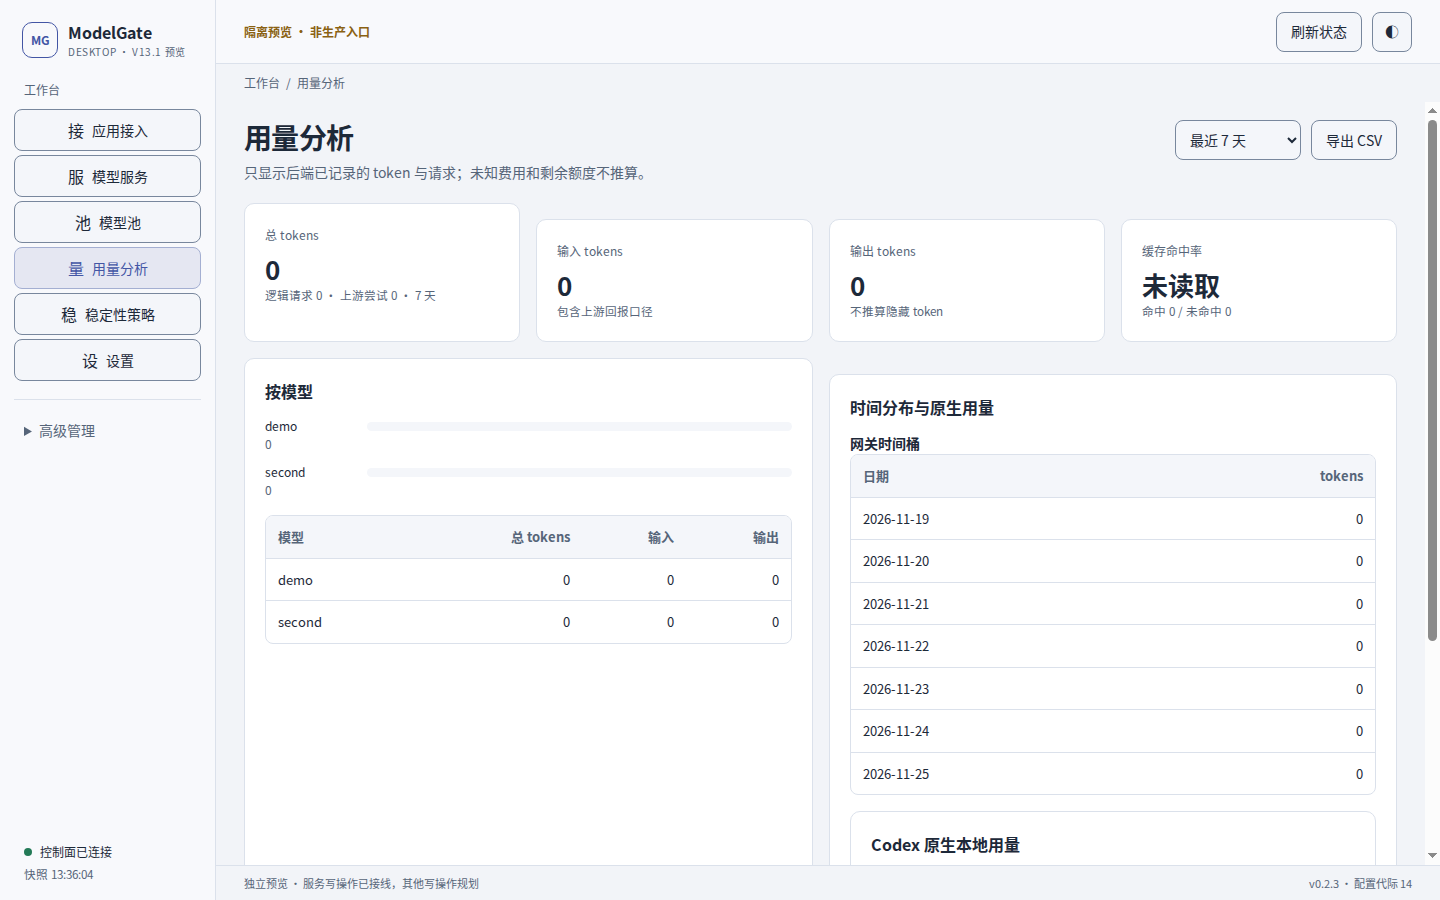 MG
ModelGate
DESKTOP · V13.1 预览
工作台
接 应用接入
服 模型服务
池 模型池
量 用量分析
稳 稳定性策略
设 设置
▶ 高级管理
控制面已连接
快照 13:36:04
隔离预览 · 非生产入口
刷新状态
工作台 / 用量分析
用量分析
只显示后端已记录的 token 与请求；未知费用和剩余额度不推算。
最近 7 天
导出 CSV
总 tokens
0
逻辑请求 0 · 上游尝试 0 · 7 天
输入 tokens
0
包含上游回报口径
输出 tokens
0
不推算隐藏 token
缓存命中率
未读取
命中 0 / 未命中 0
按模型
demo
0
second
0
模型 总 tokens 输入 输出
demo 0 0 0
second 0 0 0
时间分布与原生用量
网关时间桶
日期 tokens
2026-11-19 0
2026-11-20 0
2026-11-21 0
2026-11-22 0
2026-11-23 0
2026-11-24 0
2026-11-25 0
Codex 原生本地用量
独立预览 · 服务写操作已接线，其他写操作规划
v0.2.3 · 配置代际 14